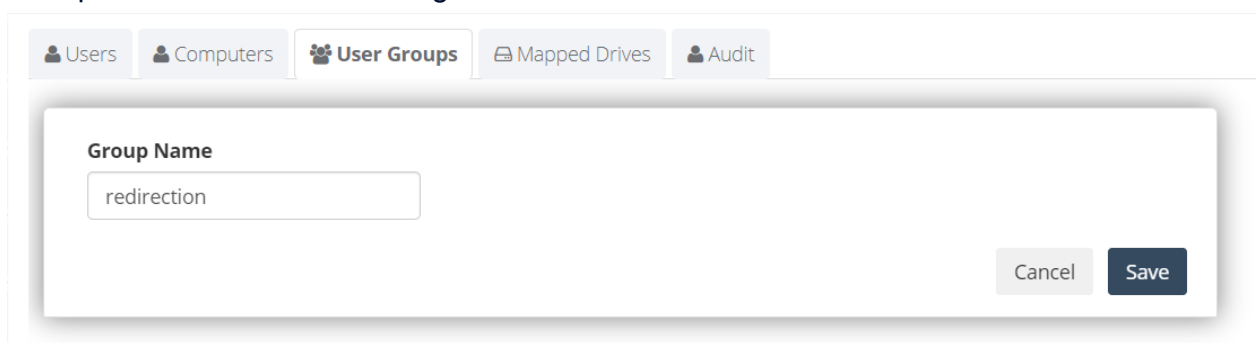 Users Computers User Groups Mapped Drives Audit
Group Name
redirection
Cancel Save